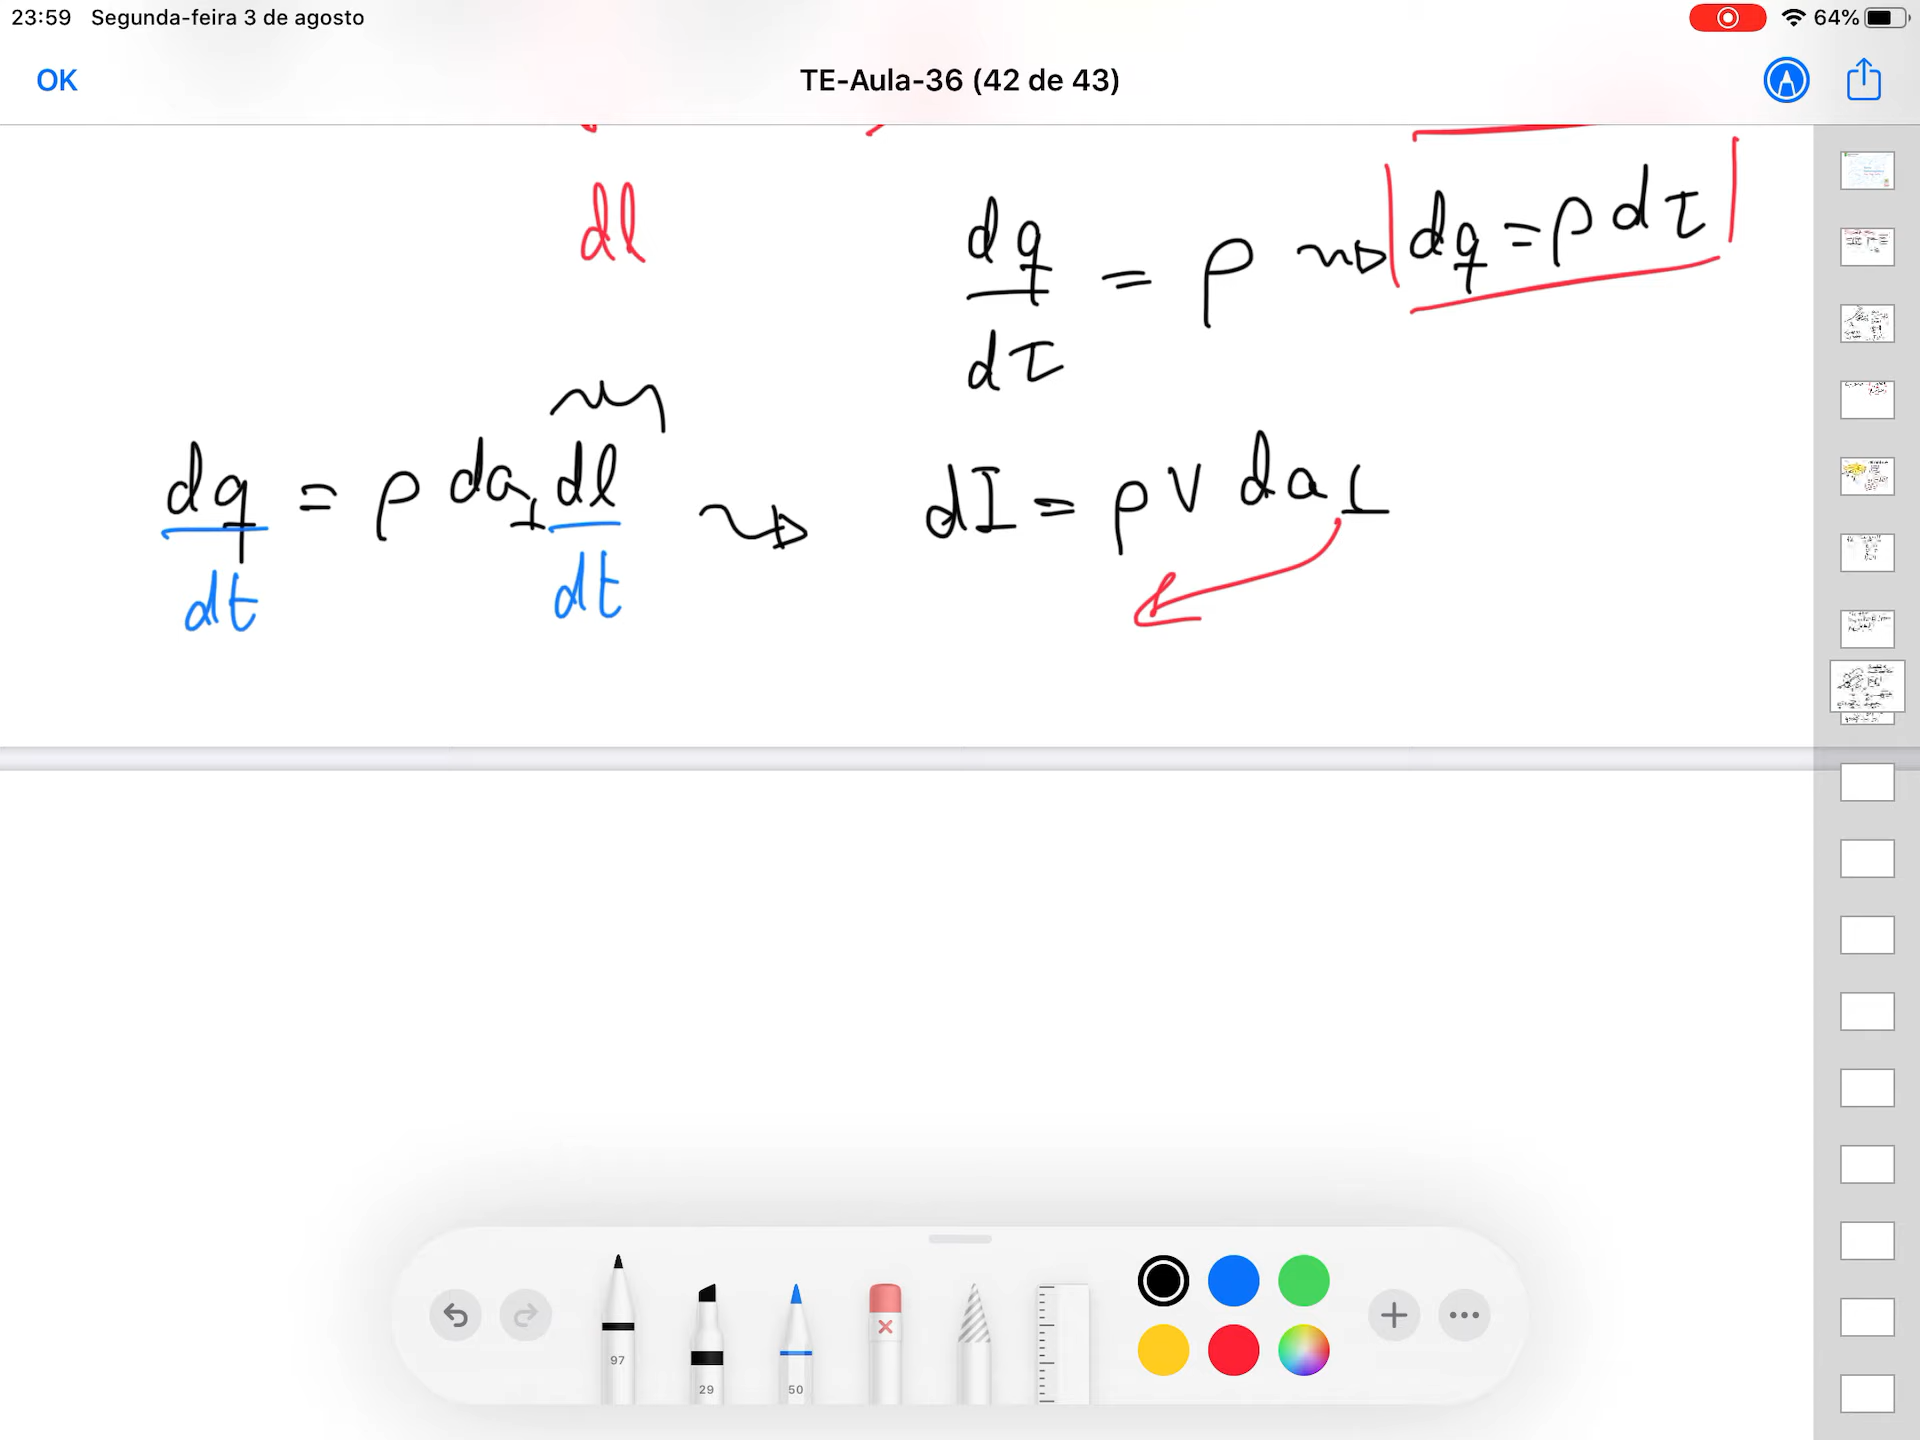 23:59 Segunda-feira 3 de agosto 64%
OK TE-Aula-36 (42 de 43)
dl
dq/dτ = ρ ⇝ dq = ρ dτ
dq/dt = ρ da⊥ dl/dt ⇝ dI = ρ v da⊥
97 29 50